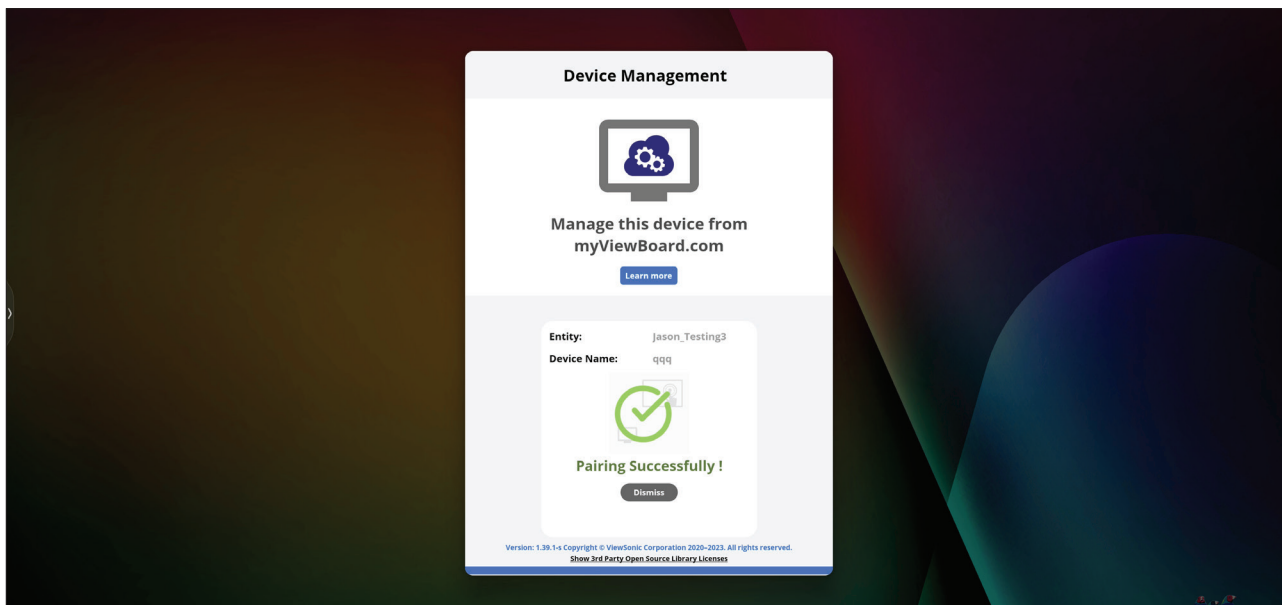 Device Management
Manage this device from
myViewBoard.com
Learn more
Entity: Jason_Testing3
Device Name: qqq
Pairing Successfully !
Dismiss
Version: 1.39.1-s Copyright © ViewSonic Corporation 2020–2023. All rights reserved.
Show 3rd Party Open Source Library Licenses